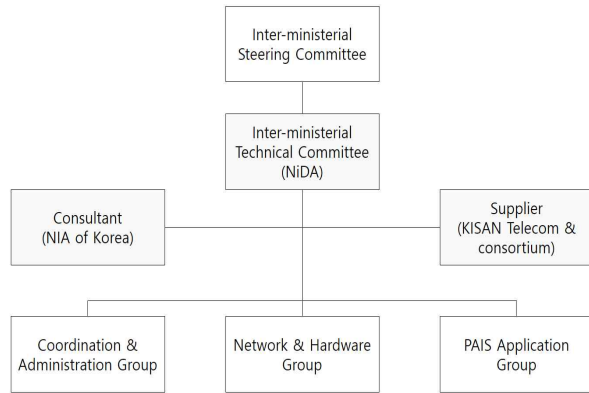 Inter-ministerial
Steering Committee
Inter-ministerial
Technical Committee
(NiDA)
Consultant
(NIA of Korea)
Supplier
(KISAN Telecom &
consortium)
Coordination &
Administration Group
Network & Hardware
Group
PAIS Application
Group